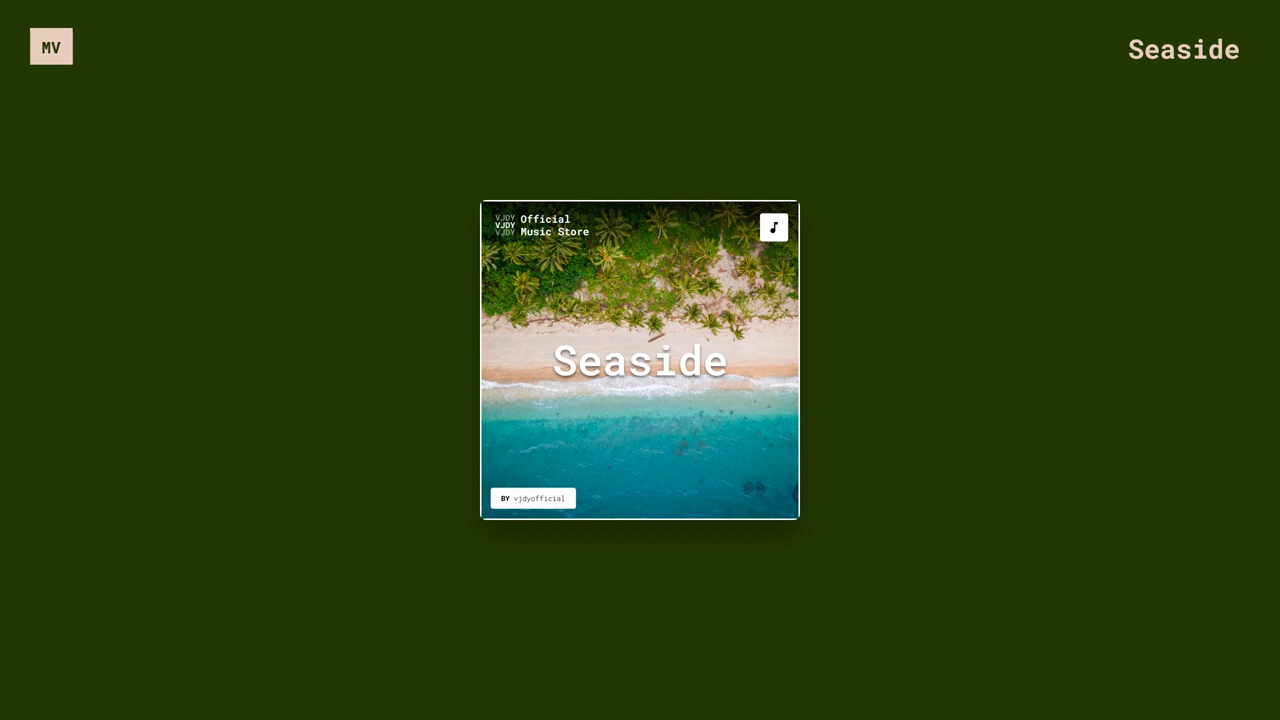 MV
Seaside
VJDY
VJDY
VJDY
Official
Music Store
Seaside
BY vjdyofficial